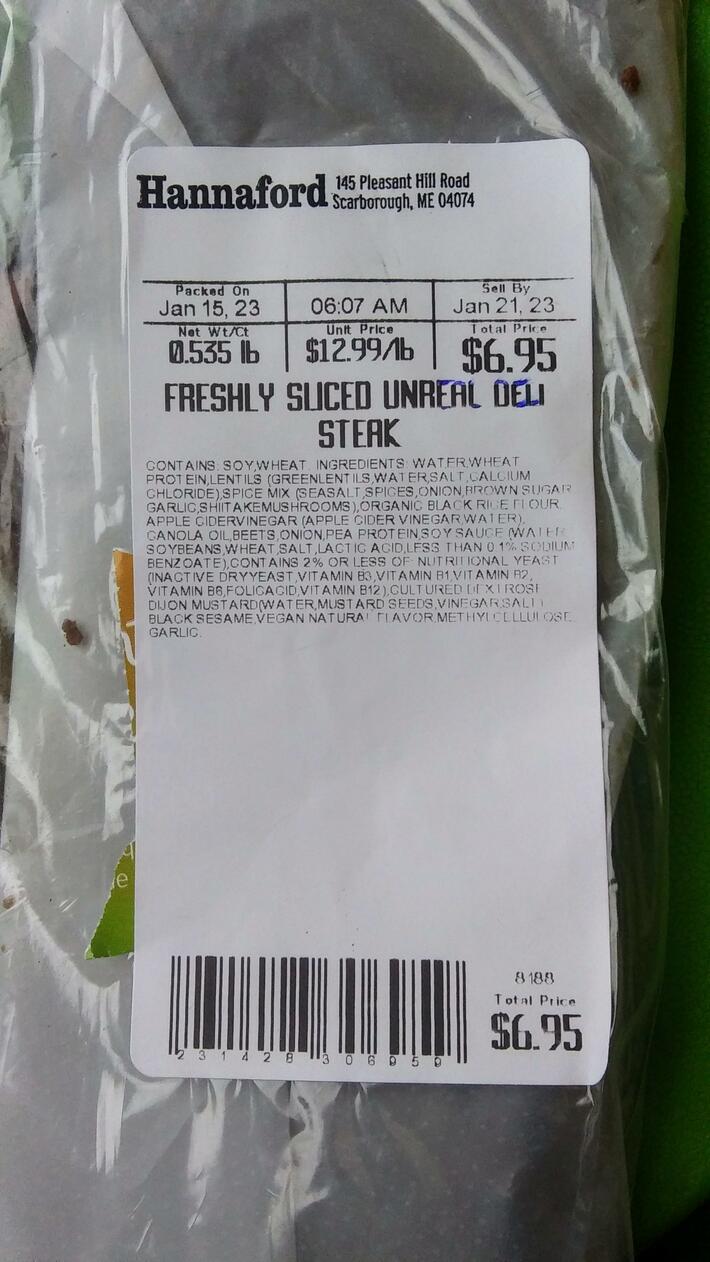 Hannaford 145 Pleasant Hill Road
Scarborough, ME 04074
Packed On Sell By
Jan 15, 23 06:07 AM Jan 21, 23
Net Wt/Ct Unit Price Total Price
0.535 lb $12.99/lb $6.95
FRESHLY SLICED UNREAL DELI
STEAK
CONTAINS: SOY,WHEAT. INGREDIENTS: WATER,WHEAT
PROTEIN,LENTILS (GREENLENTILS,WATER,SALT,CALCIUM
CHLORIDE),SPICE MIX (SEASALT,SPICES,ONION,BROWN SUGAR
GARLIC,SHIITAKEMUSHROOMS),ORGANIC BLACK RICE FLOUR,
APPLE CIDERVINEGAR (APPLE CIDER VINEGAR,WATER),
CANOLA OIL,BEETS,ONION,PEA PROTEIN,SOY SAUCE (WATER
SOYBEANS,WHEAT,SALT,LACTIC ACID,LESS THAN 0.1% SODIUM
BENZOATE),CONTAINS 2% OR LESS OF: NUTRITIONAL YEAST
(INACTIVE DRYYEAST,VITAMIN B3,VITAMIN B1,VITAMIN B2,
VITAMIN B6,FOLICACID,VITAMIN B12),CULTURED DEXTROSE
DIJON MUSTARD(WATER,MUSTARD SEEDS,VINEGAR,SALT)
BLACK SESAME,VEGAN NATURAL FLAVOR,METHYLCELLULOSE,
GARLIC.
e
8188
Total Price
$6.95
2 31428 306959